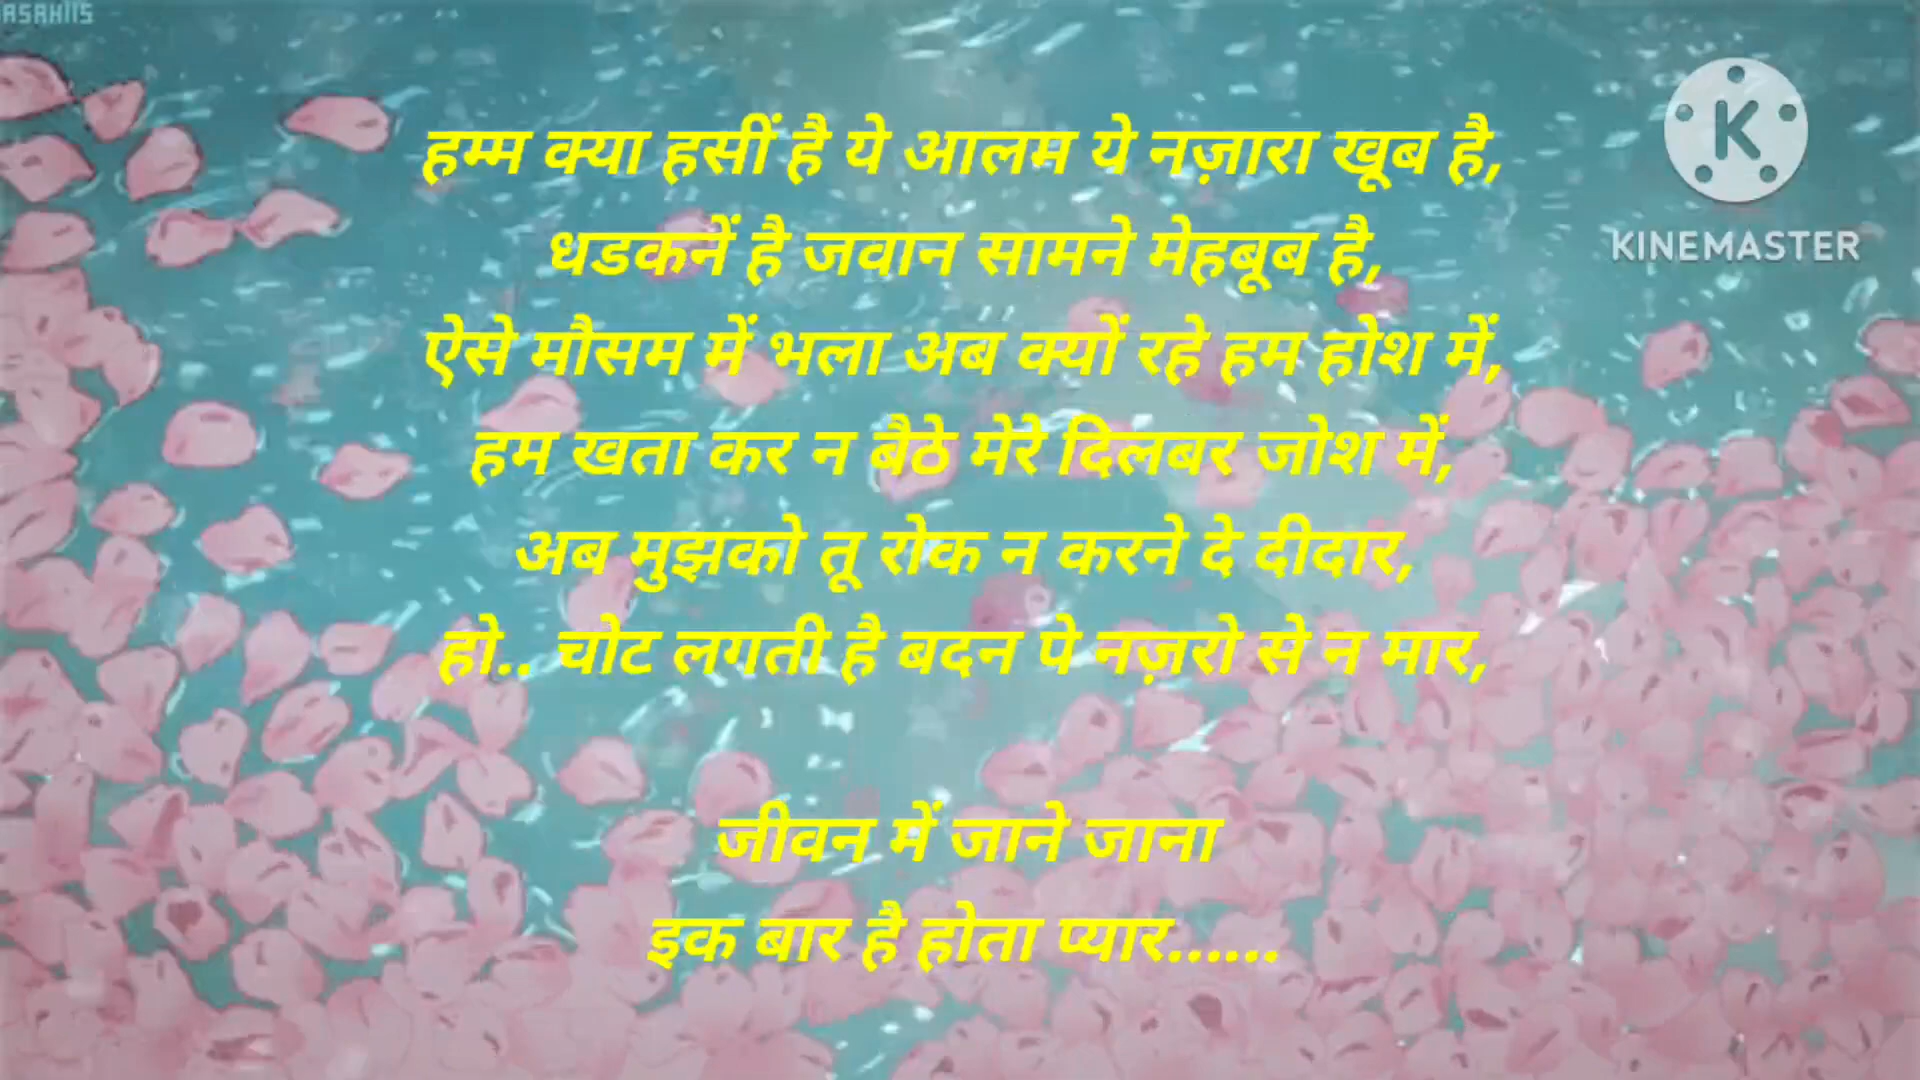 ASAHI15
हम्म क्या हसीं है ये आलम ये नज़ारा खूब है,
KINEMASTER
धडकनें है जवान सामने मेहबूब है,
ऐसे मौसम में भला अब क्यों रहे हम होश में,
हम खता कर न बैठे मेरे दिलबर जोश में,
अब मुझको तू रोक न करने दे दीदार,
हो.. चोट लगती है बदन पे नज़रो से न मार,
जीवन में जाने जाना
इक बार है होता प्यार......